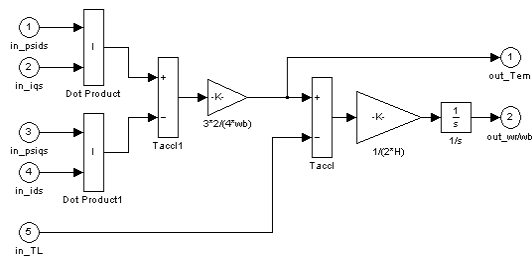 1
in_psids
2
in_iqs
Dot Product
3
in_psiqs
4
in_ids
Dot Product1
+
−
Taccl1
-K-
3*2/(4*wb)
+
−
Taccl
-K-
1/(2*H)
1
s
1/s
1
out_Tem
2
out_wr/wb
5
in_TL